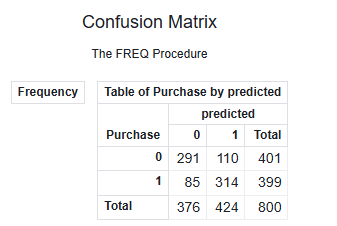 Confusion Matrix
The FREQ Procedure
Frequency
Table of Purchase by predicted
predicted
Purchase 0 1 Total
0 291 110 401
1 85 314 399
Total 376 424 800